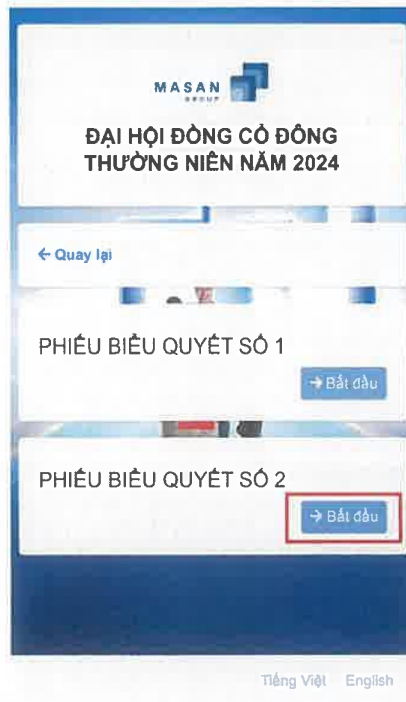 MASAN
GROUP
ĐẠI HỘI ĐỒNG CỔ ĐÔNG
THƯỜNG NIÊN NĂM 2024
← Quay lại
PHIẾU BIỂU QUYẾT SỐ 1
→ Bắt đầu
PHIẾU BIỂU QUYẾT SỐ 2
→ Bắt đầu
Tiếng Việt English